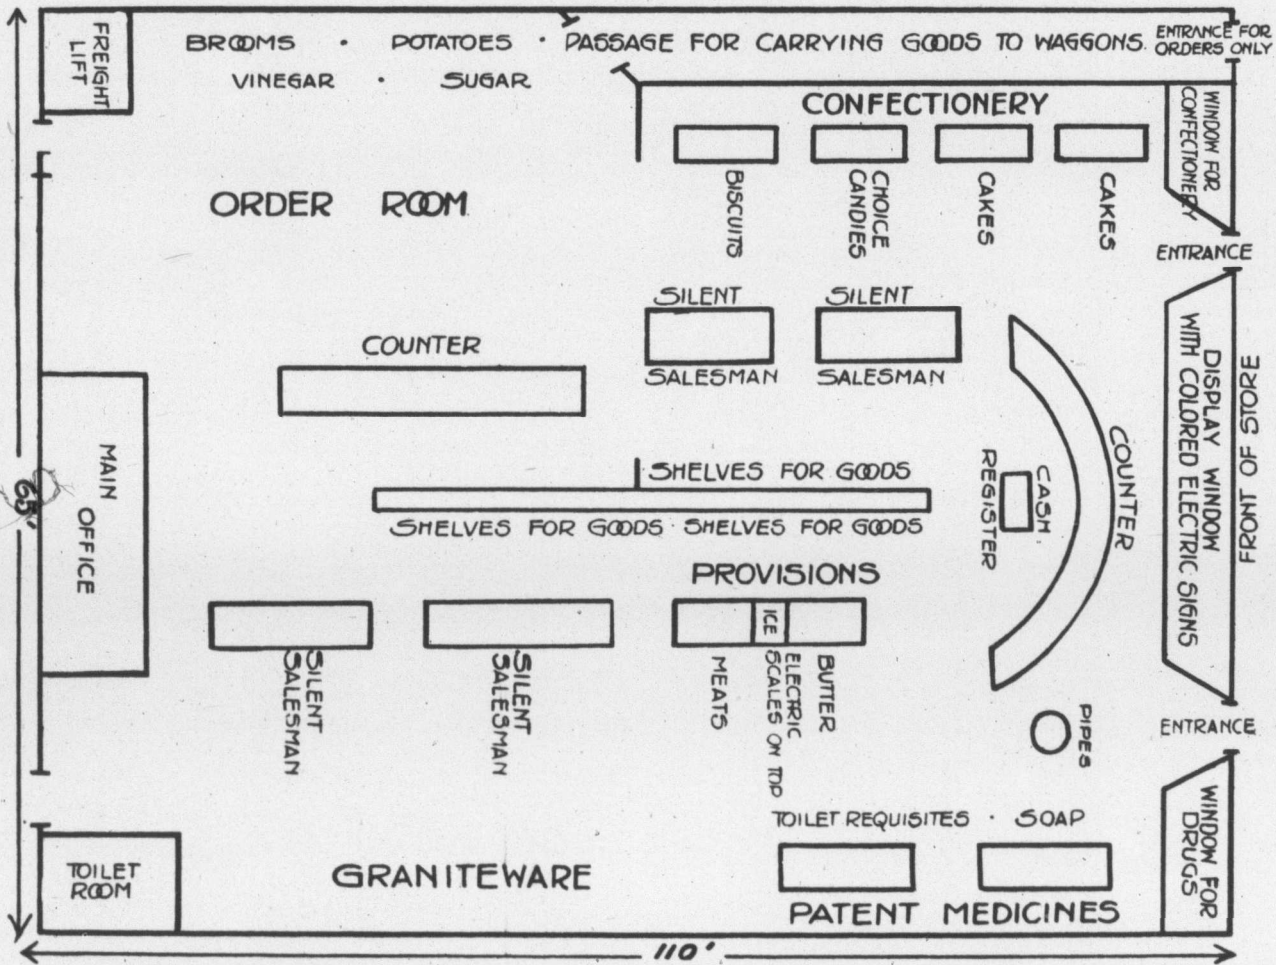 FREIGHT
LIFT
BROOMS · POTATOES · PASSAGE FOR CARRYING GOODS TO WAGGONS.
VINEGAR · SUGAR
ENTRANCE FOR
ORDERS ONLY
CONFECTIONERY
WINDOW FOR
CONFECTIONERY
BISCUITS
CHOICE
CANDIES
CAKES
CAKES
ORDER ROOM
ENTRANCE
SILENT
SALESMAN
SILENT
SALESMAN
COUNTER
DISPLAY WINDOW
WITH COLORED ELECTRIC SIGNS
FRONT OF STORE
COUNTER
CASH
REGISTER
SHELVES FOR GOODS
SHELVES FOR GOODS · SHELVES FOR GOODS
65'
MAIN
OFFICE
PROVISIONS
ICE
MEATS
ELECTRIC
SCALES ON TOP
BUTTER
SILENT
SALESMAN
SILENT
SALESMAN
PIPES
ENTRANCE
TOILET REQUISITES · SOAP
PATENT MEDICINES
WINDOW FOR
DRUGS
TOILET
ROOM
GRANITEWARE
110'